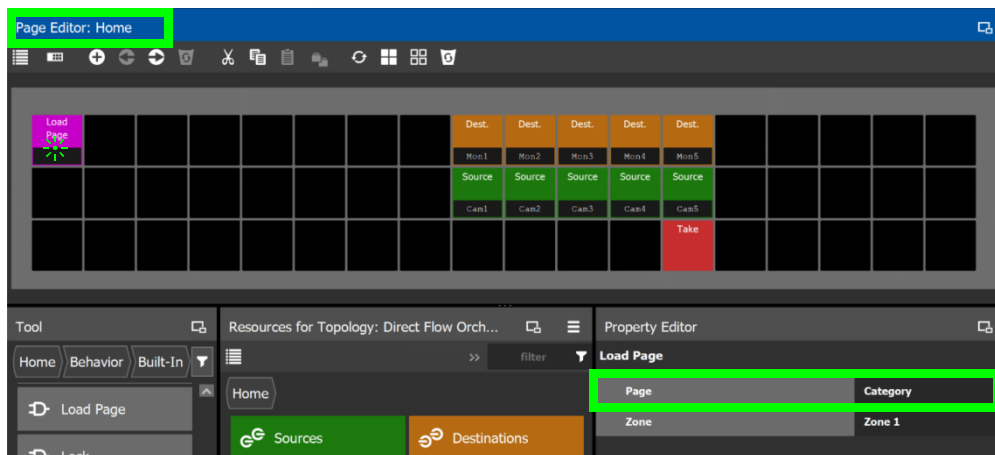 Page Editor: Home
Load
Page
Dest. Dest. Dest. Dest. Dest.
Mon1 Mon2 Mon3 Mon4 Mon5
Source Source Source Source Source
Cam1 Cam2 Cam3 Cam4 Cam5
Take
Tool
Home Behavior Built-In
Load Page
Resources for Topology: Direct Flow Orch...
>> filter
Home
Sources Destinations
Property Editor
Load Page
Page Category
Zone Zone 1